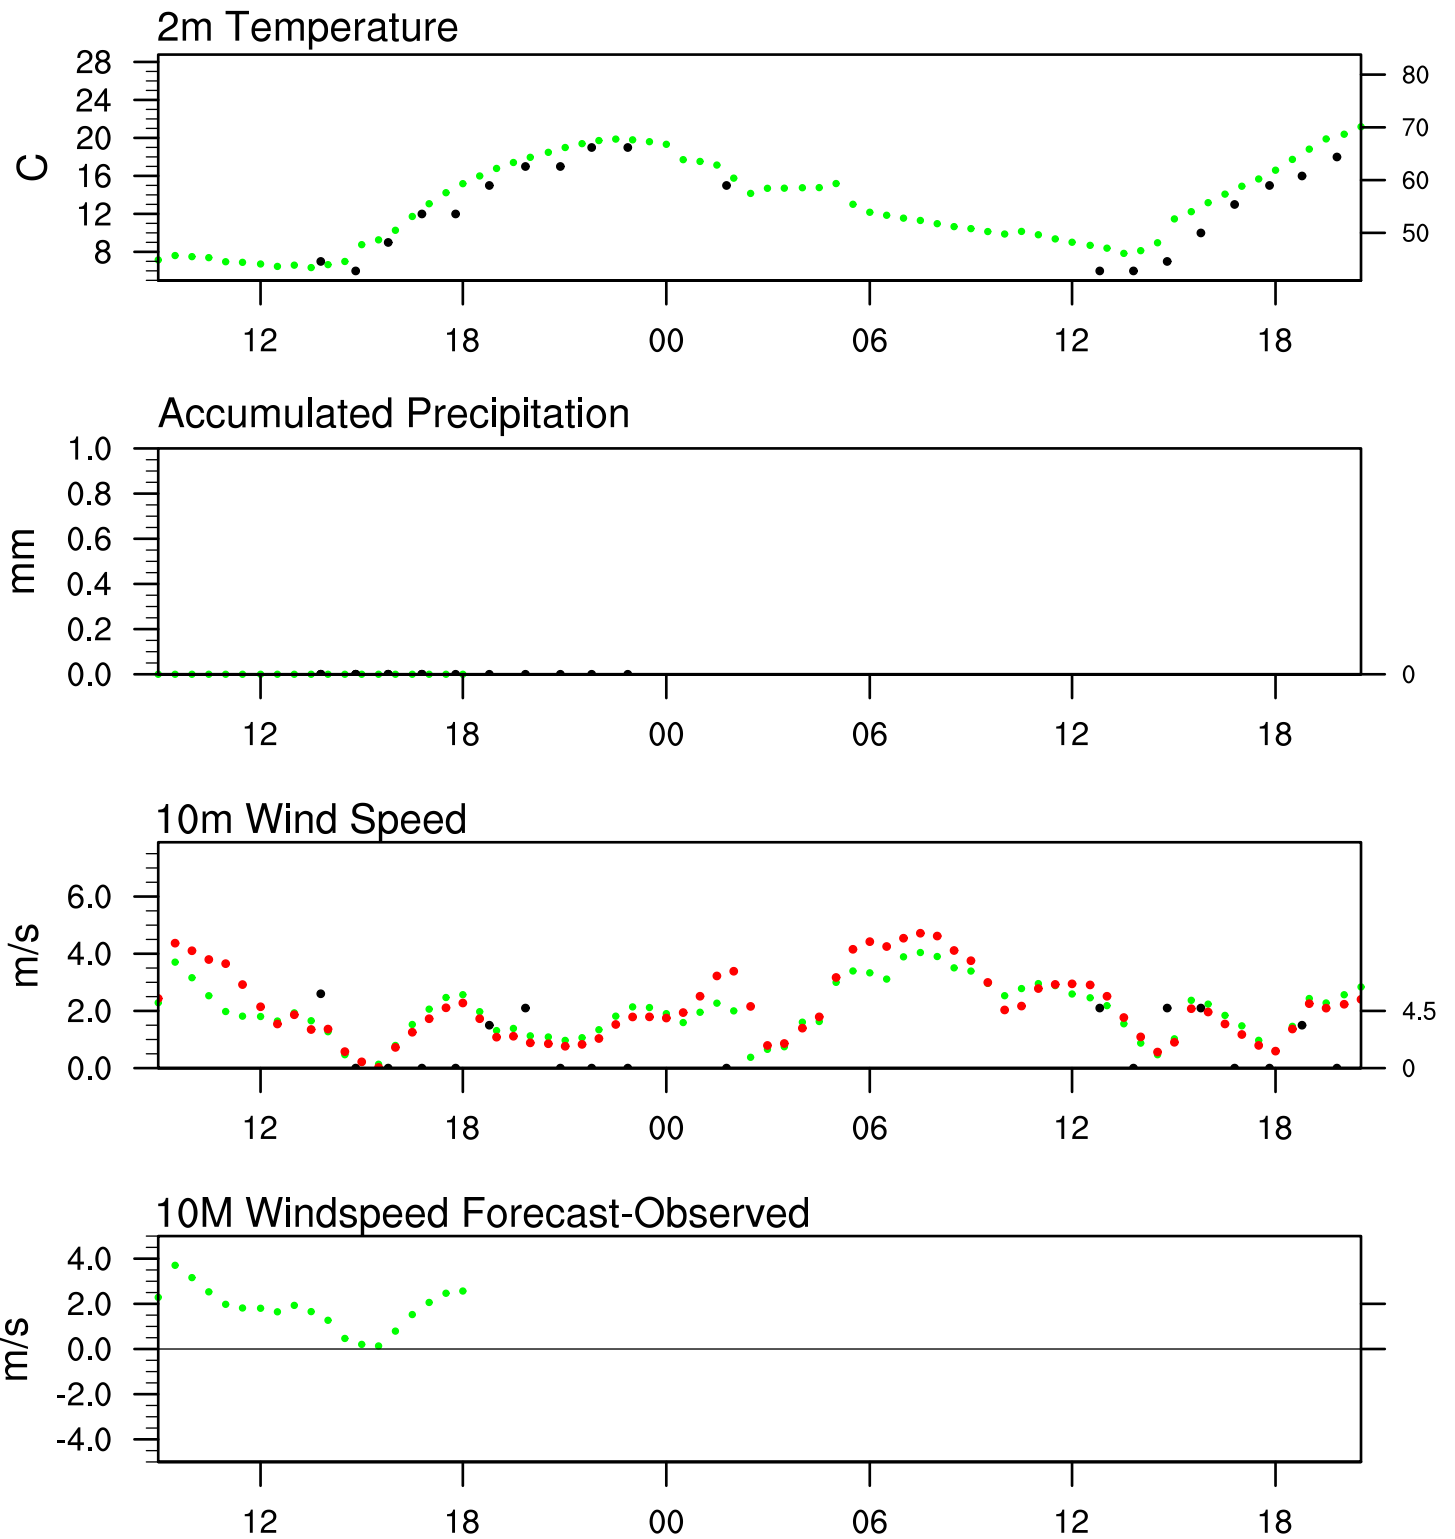 2m Temperature
28
24
20
16
12
8
C
80
70
60
50
12 18 00 06 12 18
Accumulated Precipitation
1.0
0.8
0.6
0.4
0.2
0.0
mm
0
12 18 00 06 12 18
10m Wind Speed
6.0
4.0
2.0
0.0
m/s
4.5
0
12 18 00 06 12 18
10M Windspeed Forecast-Observed
4.0
2.0
0.0
-2.0
-4.0
m/s
12 18 00 06 12 18